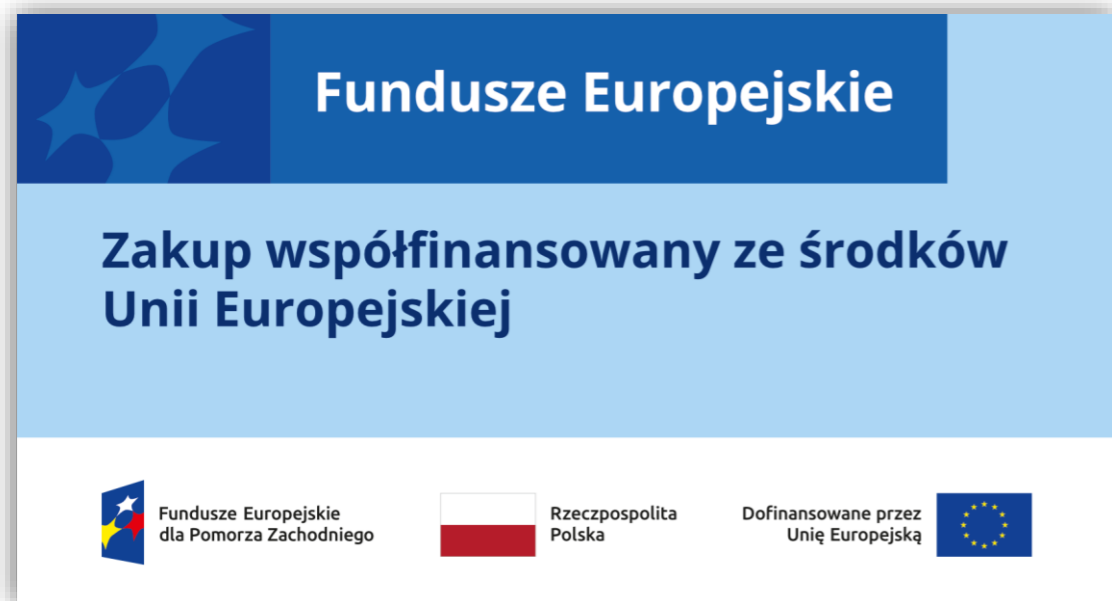 Fundusze Europejskie
Zakup współfinansowany ze środków
Unii Europejskiej
Fundusze Europejskie
dla Pomorza Zachodniego
Rzeczpospolita
Polska
Dofinansowane przez
Unię Europejską